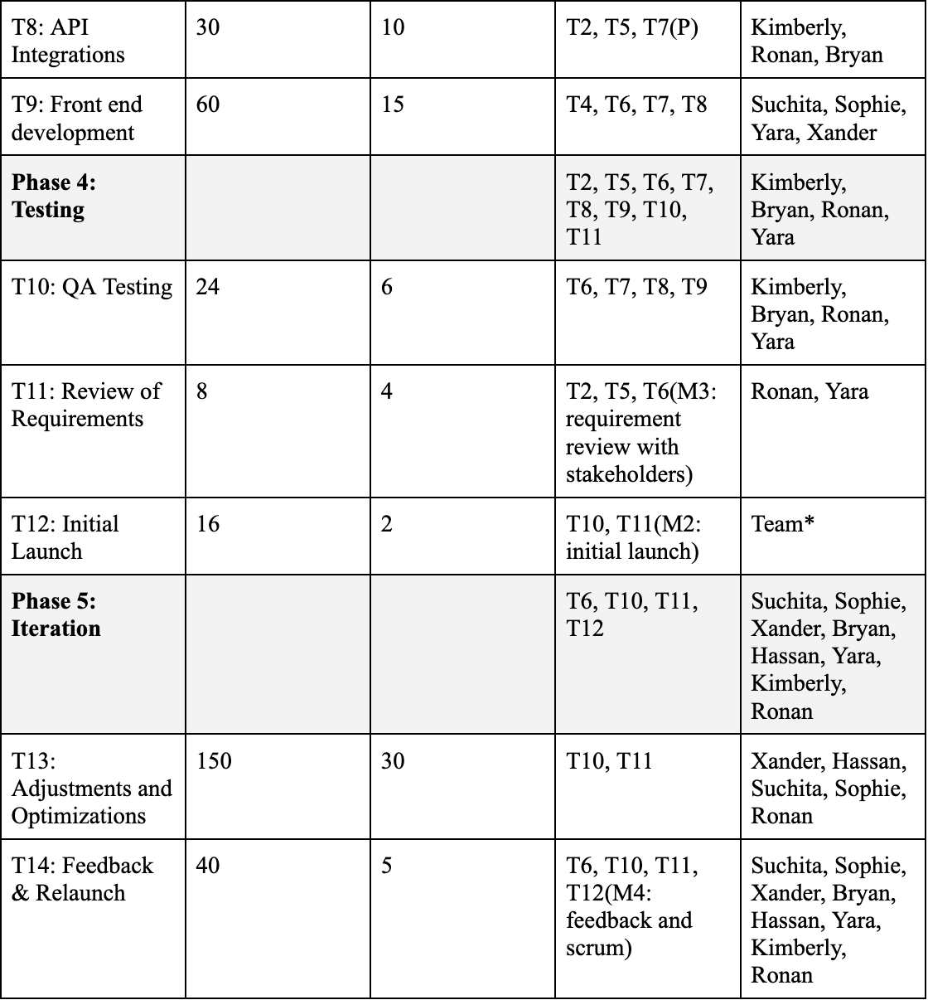 T8: API
Integrations
30
10
T2, T5, T7(P)
Kimberly,
Ronan, Bryan
T9: Front end
development
60
15
T4, T6, T7, T8
Suchita, Sophie,
Yara, Xander
Phase 4:
Testing
T2, T5, T6, T7,
T8, T9, T10,
T11
Kimberly,
Bryan, Ronan,
Yara
T10: QA Testing
24
6
T6, T7, T8, T9
Kimberly,
Bryan, Ronan,
Yara
T11: Review of
Requirements
8
4
T2, T5, T6(M3:
requirement
review with
stakeholders)
Ronan, Yara
T12: Initial
Launch
16
2
T10, T11(M2:
initial launch)
Team*
Phase 5:
Iteration
T6, T10, T11,
T12
Suchita, Sophie,
Xander, Bryan,
Hassan, Yara,
Kimberly,
Ronan
T13:
Adjustments and
Optimizations
150
30
T10, T11
Xander, Hassan,
Suchita, Sophie,
Ronan
T14: Feedback
& Relaunch
40
5
T6, T10, T11,
T12(M4:
feedback and
scrum)
Suchita, Sophie,
Xander, Bryan,
Hassan, Yara,
Kimberly,
Ronan